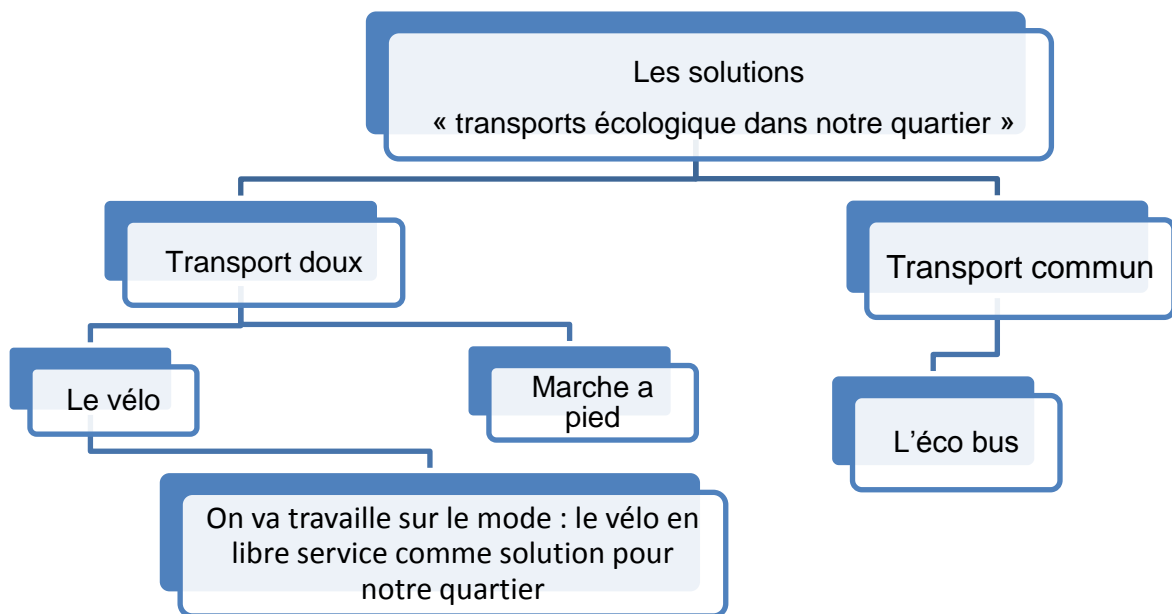 Les solutions
« transports écologique dans notre quartier »
Transport doux
Transport commun
Le vélo
Marche a
pied
L'éco bus
On va travaille sur le mode : le vélo en
libre service comme solution pour
notre quartier